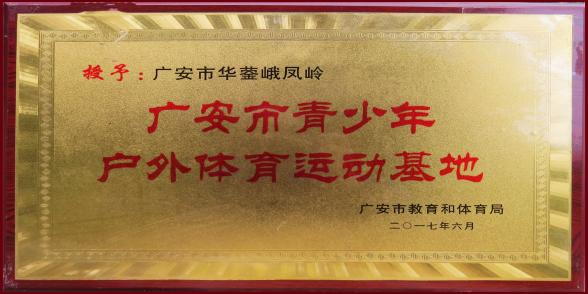 授予：广安市华蓥峨凤岭
广安市青少年
户外体育运动基地
广安市教育和体育局
二〇一七年六月